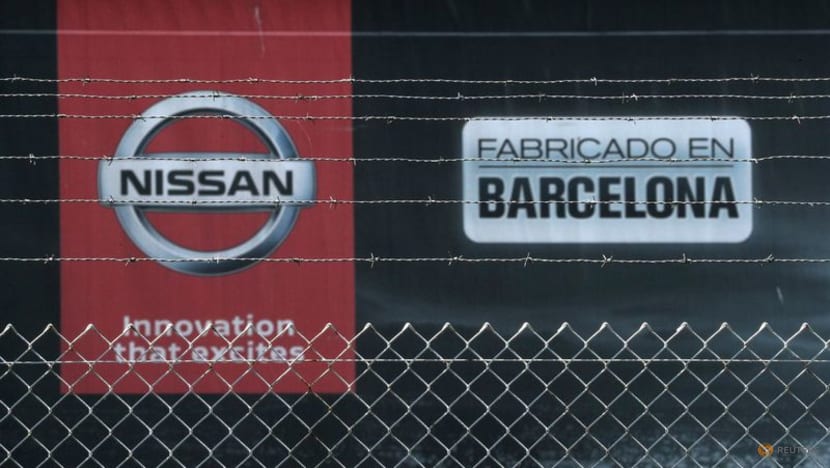 NISSAN
Innovation
that excites
FABRICADO EN
BARCELONA